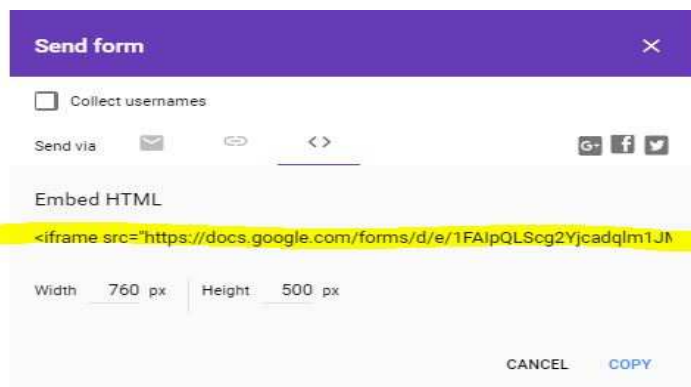 Send form
Collect usernames
Send via
G+
Embed HTML
<iframe src="https://docs.google.com/forms/d/e/1FAIpQLScg2Yjcadqlm1JM
Width 760 px Height 500 px
CANCEL COPY